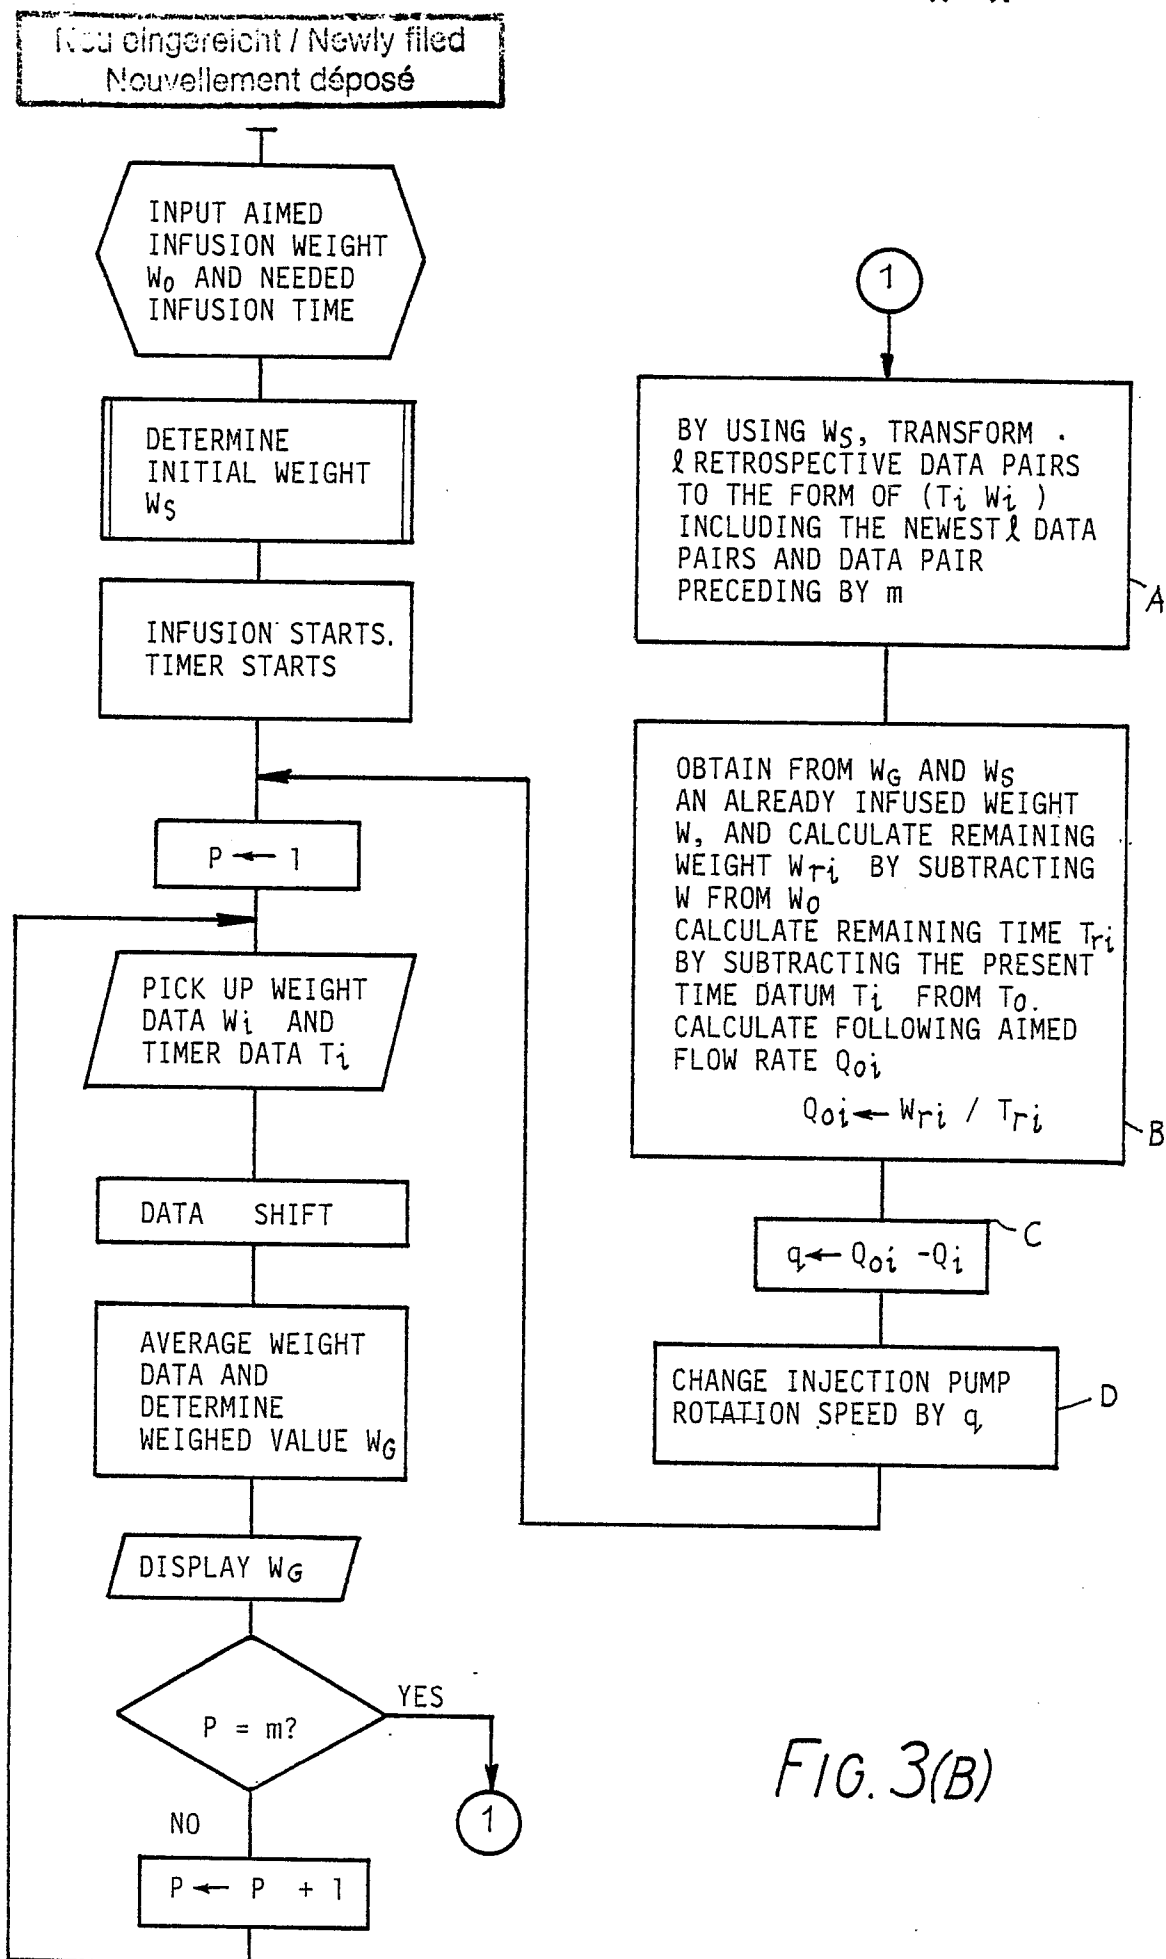 Neu eingereicht / Newly filed
Nouvellement déposé
INPUT AIMED
INFUSION WEIGHT
W₀ AND NEEDED
INFUSION TIME
DETERMINE
INITIAL WEIGHT
Wₛ
INFUSION STARTS.
TIMER STARTS
P ← 1
PICK UP WEIGHT
DATA Wi AND
TIMER DATA Ti
DATA SHIFT
AVERAGE WEIGHT
DATA AND
DETERMINE
WEIGHED VALUE WG
DISPLAY WG
P = m?
YES
1
NO
P ← P + 1
1
BY USING WS, TRANSFORM
ℓ RETROSPECTIVE DATA PAIRS
TO THE FORM OF (Ti Wi )
INCLUDING THE NEWEST ℓ DATA
PAIRS AND DATA PAIR
PRECEDING BY m
A
OBTAIN FROM WG AND WS
AN ALREADY INFUSED WEIGHT
W, AND CALCULATE REMAINING
WEIGHT Wri BY SUBTRACTING
W FROM W₀
CALCULATE REMAINING TIME Tri
BY SUBTRACTING THE PRESENT
TIME DATUM Ti FROM T₀.
CALCULATE FOLLOWING AIMED
FLOW RATE Qoi
Qoi ← Wri / Tri
B
q ← Qoi - Qi
C
CHANGE INJECTION PUMP
ROTATION SPEED BY q
D
FIG. 3(B)